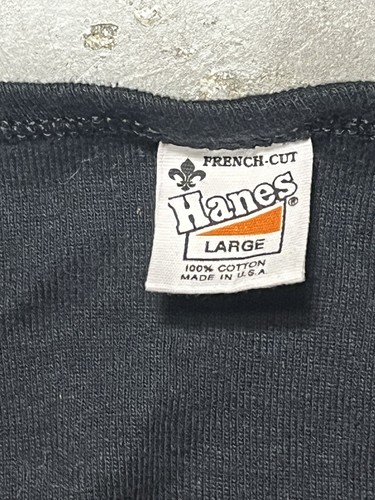 FRENCH-CUT
Hanes®
LARGE
100% COTTON
MADE IN U.S.A.